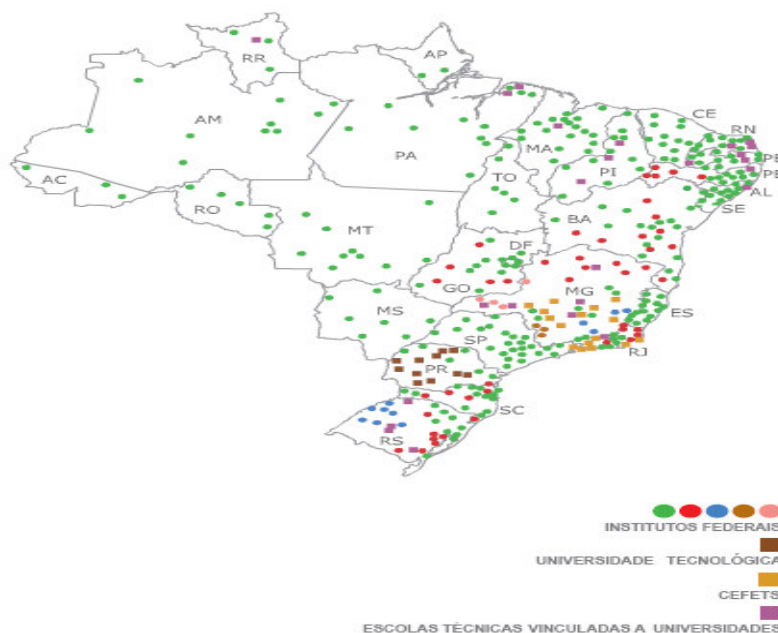 AP
RR
AM
PA
CE
RN
MA
PB
PE
PI
AC
TO
AL
SE
RO
BA
MT
DF
GO
MG
MS
ES
SP
RJ
PR
SC
RS
INSTITUTOS FEDERAIS
UNIVERSIDADE TECNOLÓGICA
CEFETS
ESCOLAS TÉCNICAS VINCULADAS A UNIVERSIDADES